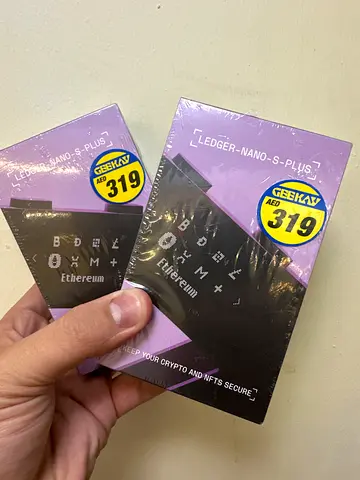 LEDGER-NANO-S-PLUS
GEEKAY
AED 319
Ethereum
LEDGER-NANO-S-PLUS
GEEKAY
AED 319
Ethereum
KEEP YOUR CRYPTO AND NFTS SECURE